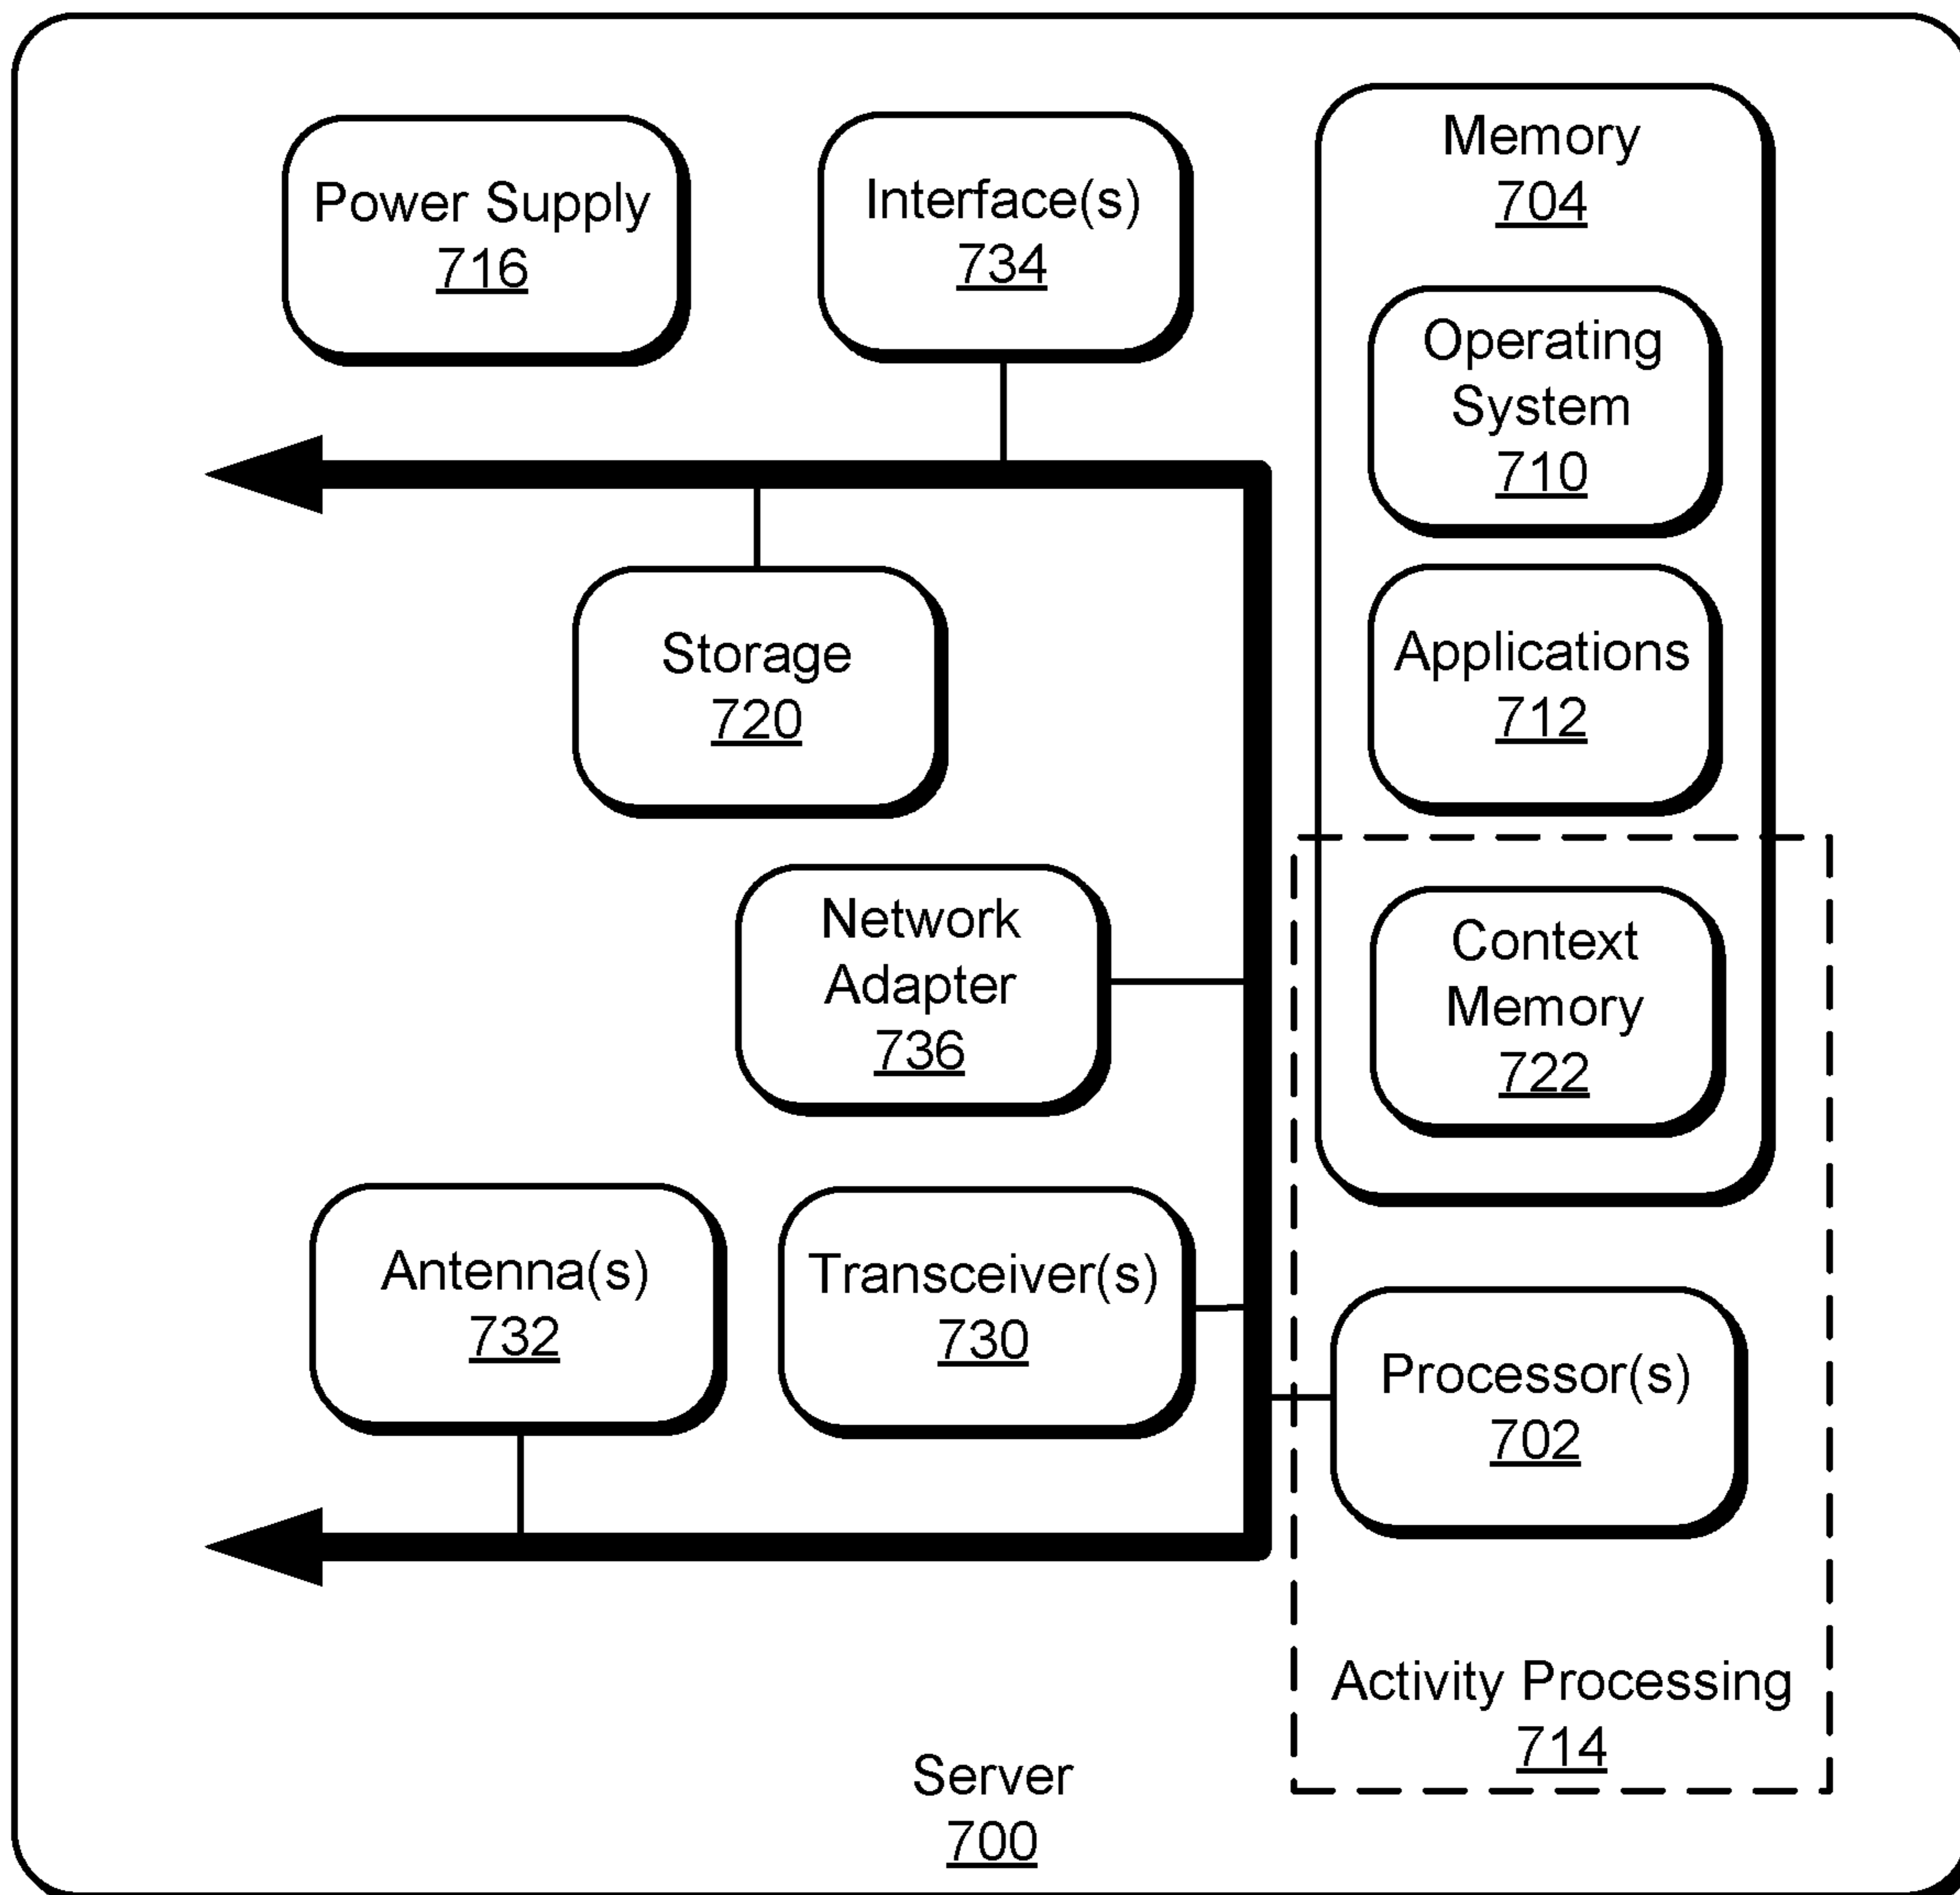 Power Supply
716
Interface(s)
734
Memory
704
Operating
System
710
Storage
720
Applications
712
Network
Adapter
736
Context
Memory
722
Antenna(s)
732
Transceiver(s)
730
Processor(s)
702
Activity Processing
714
Server
700